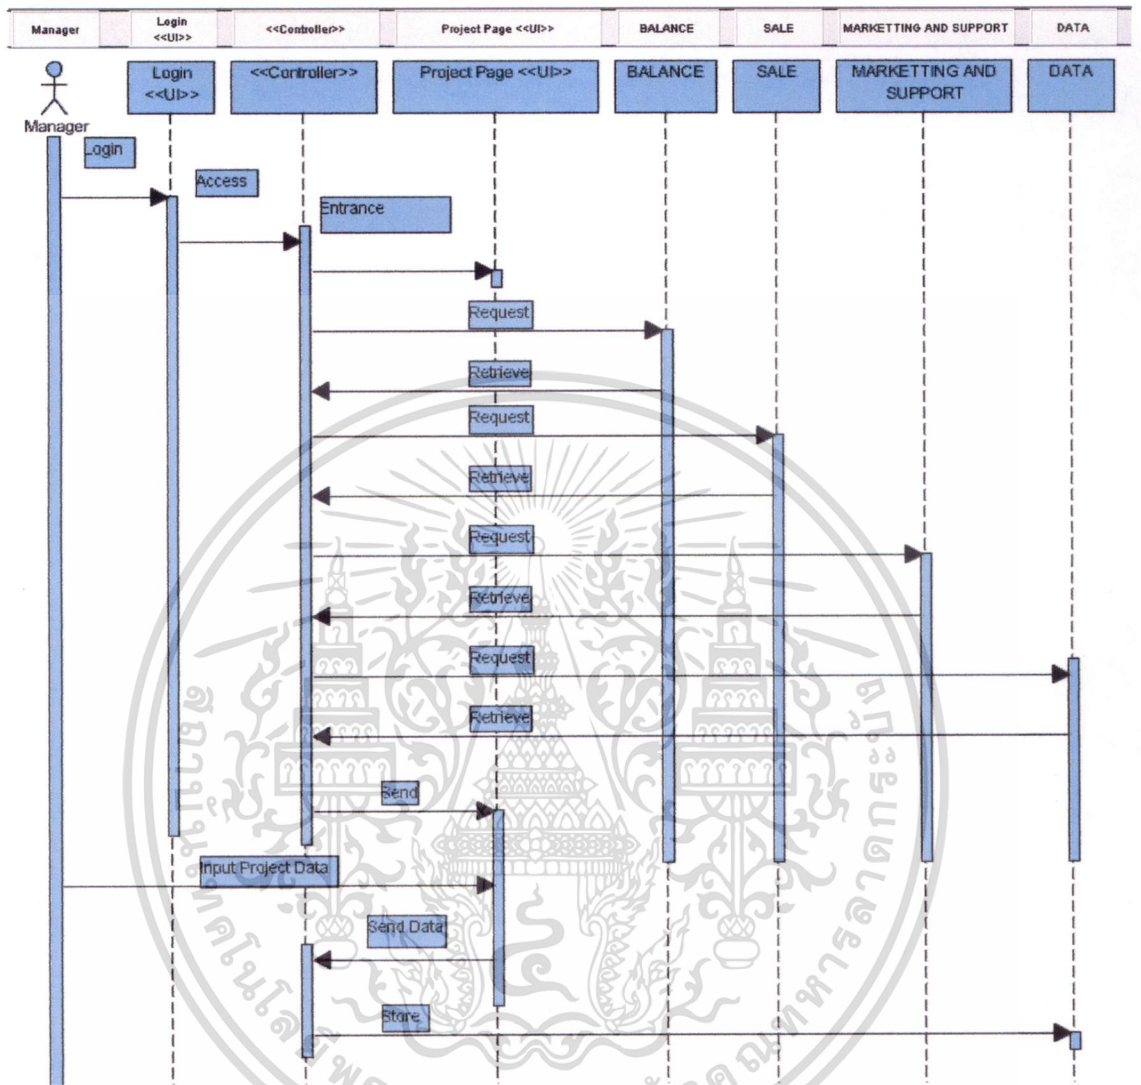 Manager
Login
<<UI>>
<<Controller>>
Project Page <<UI>>
BALANCE
SALE
MARKETTING AND SUPPORT
DATA
Manager
Login
<<UI>>
<<Controller>>
Project Page <<UI>>
BALANCE
SALE
MARKETTING AND
SUPPORT
DATA
Login
Access
Entrance
Request
Retrieve
Request
Retrieve
Request
Retrieve
Request
Retrieve
Send
Input Project Data
Send Data
Store